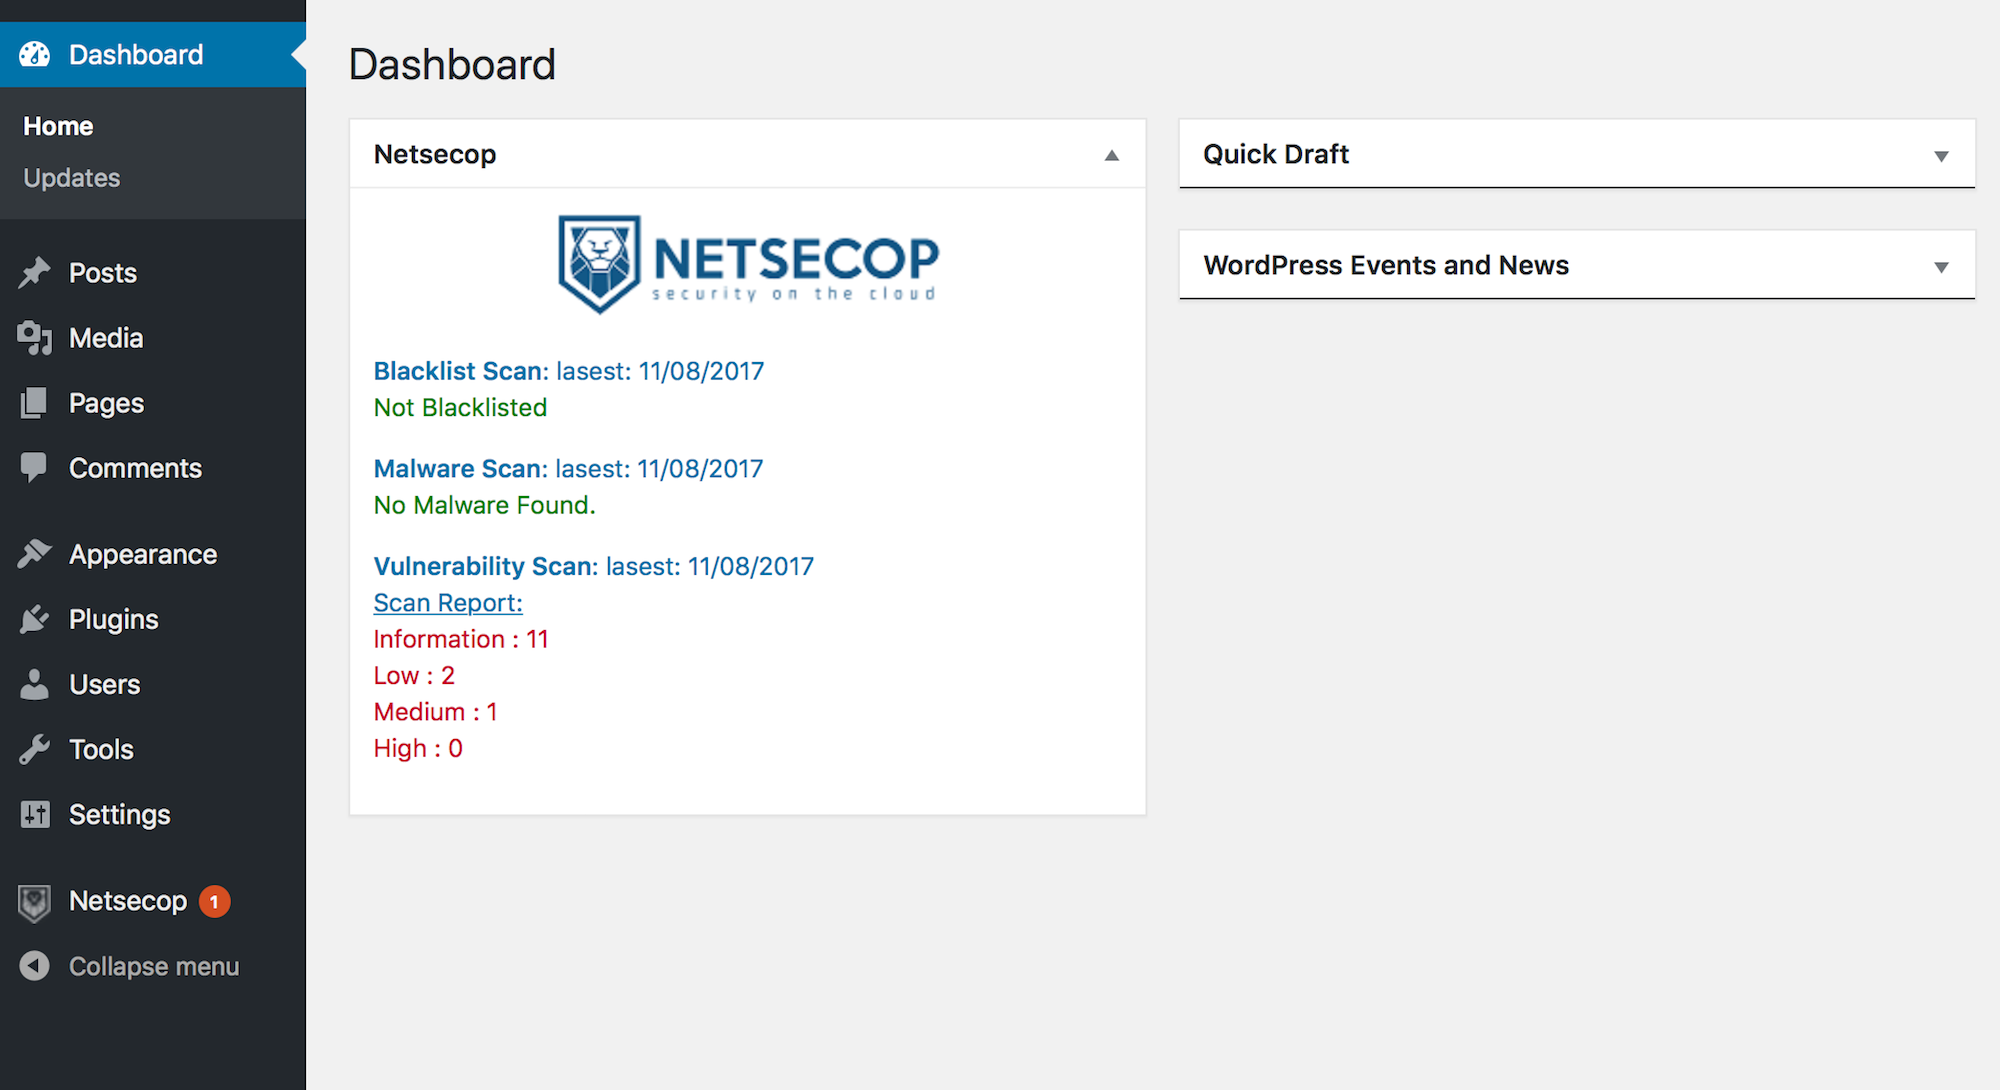 Dashboard
Home
Updates
Posts
Media
Pages
Comments
Appearance
Plugins
Users
Tools
Settings
Netsecop 1
Collapse menu
Dashboard
Netsecop
NETSECOP
security on the cloud
Blacklist Scan: lasest: 11/08/2017
Not Blacklisted
Malware Scan: lasest: 11/08/2017
No Malware Found.
Vulnerability Scan: lasest: 11/08/2017
Scan Report:
Information : 11
Low : 2
Medium : 1
High : 0
Quick Draft
WordPress Events and News